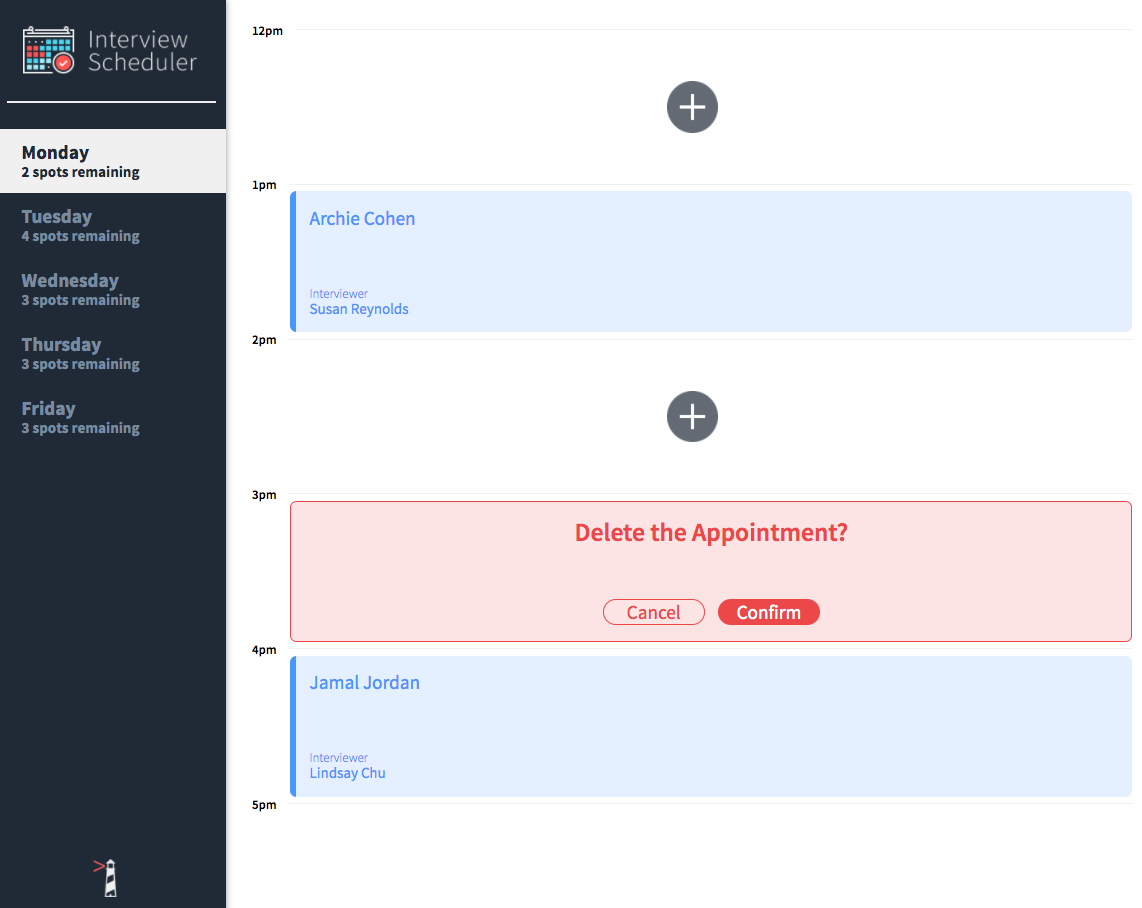 Interview
Scheduler
Monday
2 spots remaining
Tuesday
4 spots remaining
Wednesday
3 spots remaining
Thursday
3 spots remaining
Friday
3 spots remaining
12pm
1pm
Archie Cohen
Interviewer
Susan Reynolds
2pm
3pm
Delete the Appointment?
Cancel Confirm
4pm
Jamal Jordan
Interviewer
Lindsay Chu
5pm